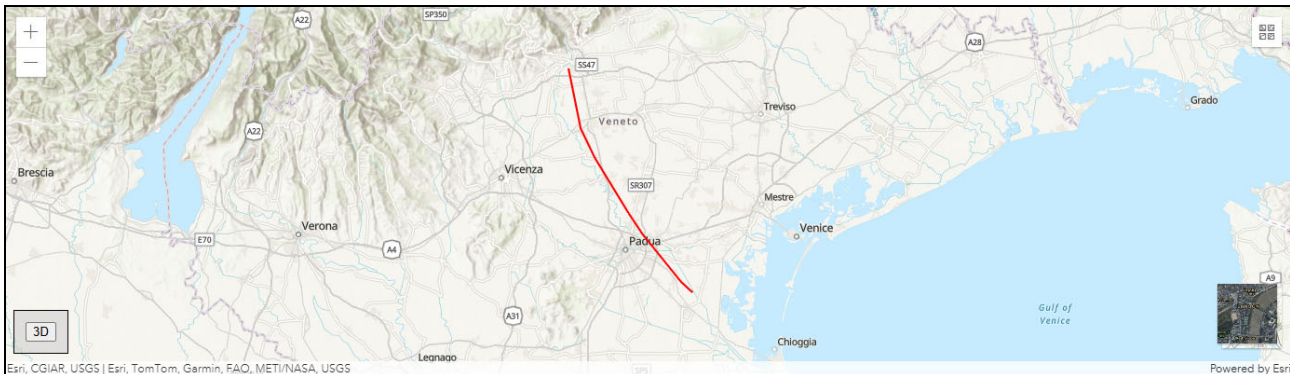 +
SP350
A22
A28
SS47
Grado
Treviso
Veneto
A22
Brescia
Vicenza
SR307
Mestre
Verona
Venice
E70
A4
Padua
A9
Gulf of
Venice
A31
3D
Chioggia
Legnago
SP5
Esri, CGIAR, USGS | Esri, TomTom, Garmin, FAO, METI/NASA, USGS
Powered by Esri